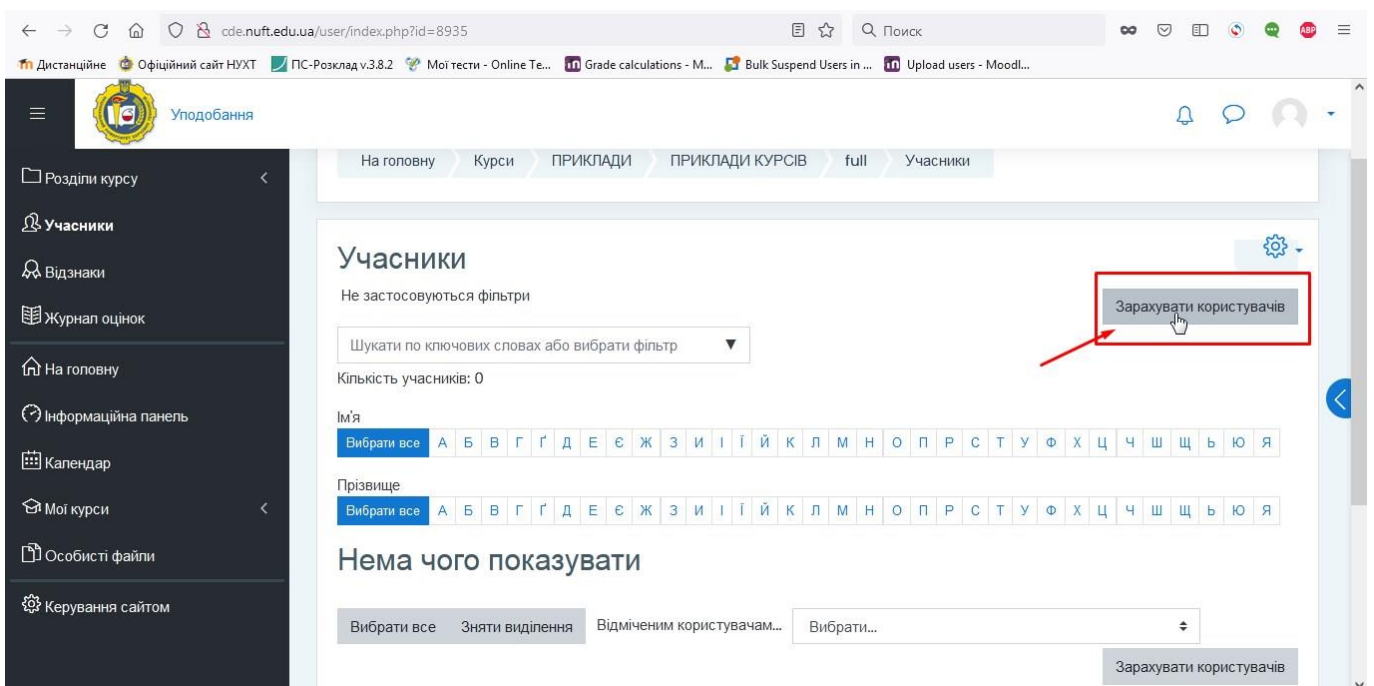 cde.nuft.edu.ua/user/index.php?id=8935
Поиск
ABP
Дистанційне Офіційний сайт НУХТ ПС-Розклад v.3.8.2 Мої тести - Online Te... Grade calculations - M... Bulk Suspend Users in ... Upload users - Moodl...
Уподобання
На головну Курси ПРИКЛАДИ ПРИКЛАДИ КУРСІВ full Учасники
Розділи курсу
Учасники
Відзнаки
Журнал оцінок
На головну
Інформаційна панель
Календар
Мої курси
Особисті файли
Керування сайтом
Учасники
Не застосовуються фільтри
Зарахувати користувачів
Шукати по ключових словах або вибрати фільтр ▼
Кількість учасників: 0
Ім'я
Вибрати все А Б В Г Ґ Д Е Є Ж З И І Ї Й К Л М Н О П Р С Т У Ф Х Ц Ч Ш Щ Ь Ю Я
Прізвище
Вибрати все А Б В Г Ґ Д Е Є Ж З И І Ї Й К Л М Н О П Р С Т У Ф Х Ц Ч Ш Щ Ь Ю Я
Нема чого показувати
Вибрати все Зняти виділення Відміченим користувачам... Вибрати...
Зарахувати користувачів